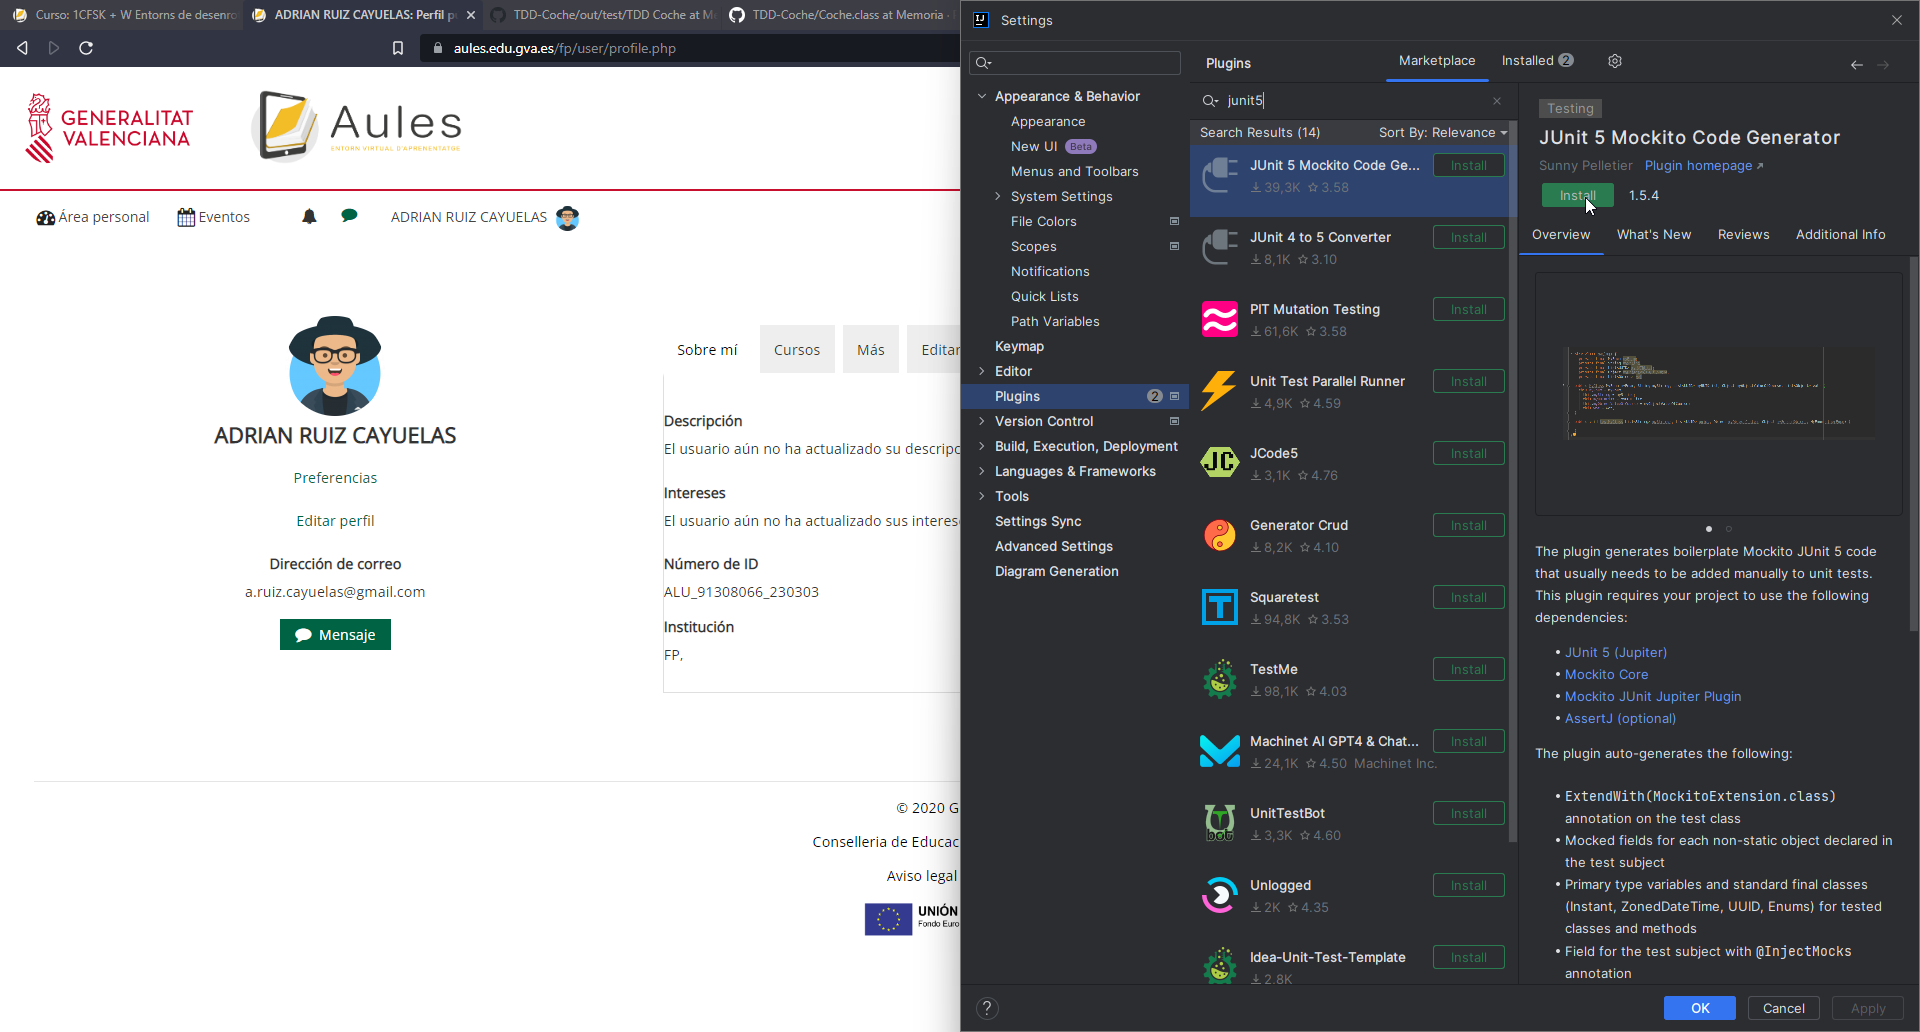 Curso: 1CFSK + W Entorns de desenro
ADRIAN RUIZ CAYUELAS: Perfil p
TDD-Coche/out/test/TDD Coche at M
TDD-Coche/Coche.class at Memoria ·
aules.edu.gva.es/fp/user/profile.php
GENERALITAT
VALENCIANA
Aules
ENTORN VIRTUAL D'APRENENTATGE
Área personal
Eventos
ADRIAN RUIZ CAYUELAS
ADRIAN RUIZ CAYUELAS
Preferencias
Editar perfil
Dirección de correo
a.ruiz.cayuelas@gmail.com
Mensaje
Sobre mí
Cursos
Más
Editar
Descripción
El usuario aún no ha actualizado su descripc
Intereses
El usuario aún no ha actualizado sus interes
Número de ID
ALU_91308066_230303
Institución
FP,
© 2020 G
Conselleria de Educac
Aviso legal
UNIÓN
Fondo Euro
Settings
Appearance & Behavior
Appearance
New UI Beta
Menus and Toolbars
System Settings
File Colors
Scopes
Notifications
Quick Lists
Path Variables
Keymap
Editor
Plugins 2
Version Control
Build, Execution, Deployment
Languages & Frameworks
Tools
Settings Sync
Advanced Settings
Diagram Generation
?
Plugins
Marketplace
Installed 2
junit5
Search Results (14)
Sort By: Relevance
JUnit 5 Mockito Code Ge...
Install
39,3K 3.58
JUnit 4 to 5 Converter
Install
8,1K 3.10
PIT Mutation Testing
Install
61,6K 3.58
Unit Test Parallel Runner
Install
4,9K 4.59
JC
JCode5
Install
3,1K 4.76
Generator Crud
Install
8,2K 4.10
T
Squaretest
Install
94,8K 3.53
TestMe
Install
98,1K 4.03
Machinet AI GPT4 & Chat...
Install
24,1K 4.50 Machinet Inc.
bot
UnitTestBot
Install
3,3K 4.60
Unlogged
Install
2K 4.35
Idea-Unit-Test-Template
Install
2,8K
Testing
JUnit 5 Mockito Code Generator
Sunny Pelletier Plugin homepage
Install 1.5.4
Overview
What's New
Reviews
Additional Info
The plugin generates boilerplate Mockito JUnit 5 code
that usually needs to be added manually to unit tests.
This plugin requires your project to use the following
dependencies:
• JUnit 5 (Jupiter)
• Mockito Core
• Mockito JUnit Jupiter Plugin
• AssertJ (optional)
The plugin auto-generates the following:
• ExtendWith(MockitoExtension.class)
annotation on the test class
• Mocked fields for each non-static object declared in
the test subject
• Primary type variables and standard final classes
(Instant, ZonedDateTime, UUID, Enums) for tested
classes and methods
• Field for the test subject with @InjectMocks
annotation
OK
Cancel
Apply